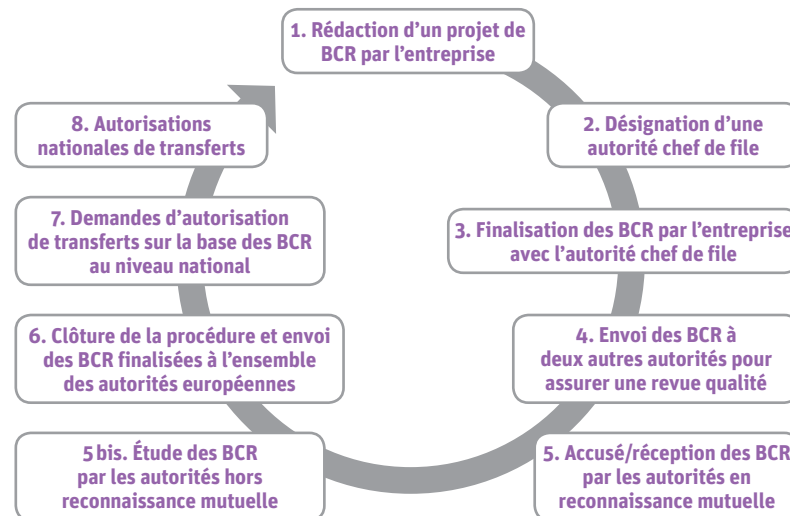 1. Rédaction d'un projet de
BCR par l'entreprise
2. Désignation d'une
autorité chef de file
3. Finalisation des BCR par l'entreprise
avec l'autorité chef de file
4. Envoi des BCR à
deux autres autorités pour
assurer une revue qualité
5. Accusé/réception des BCR
par les autorités en
reconnaissance mutuelle
5 bis. Étude des BCR
par les autorités hors
reconnaissance mutuelle
6. Clôture de la procédure et envoi
des BCR finalisées à l'ensemble
des autorités européennes
7. Demandes d'autorisation
de transferts sur la base des BCR
au niveau national
8. Autorisations
nationales de transferts